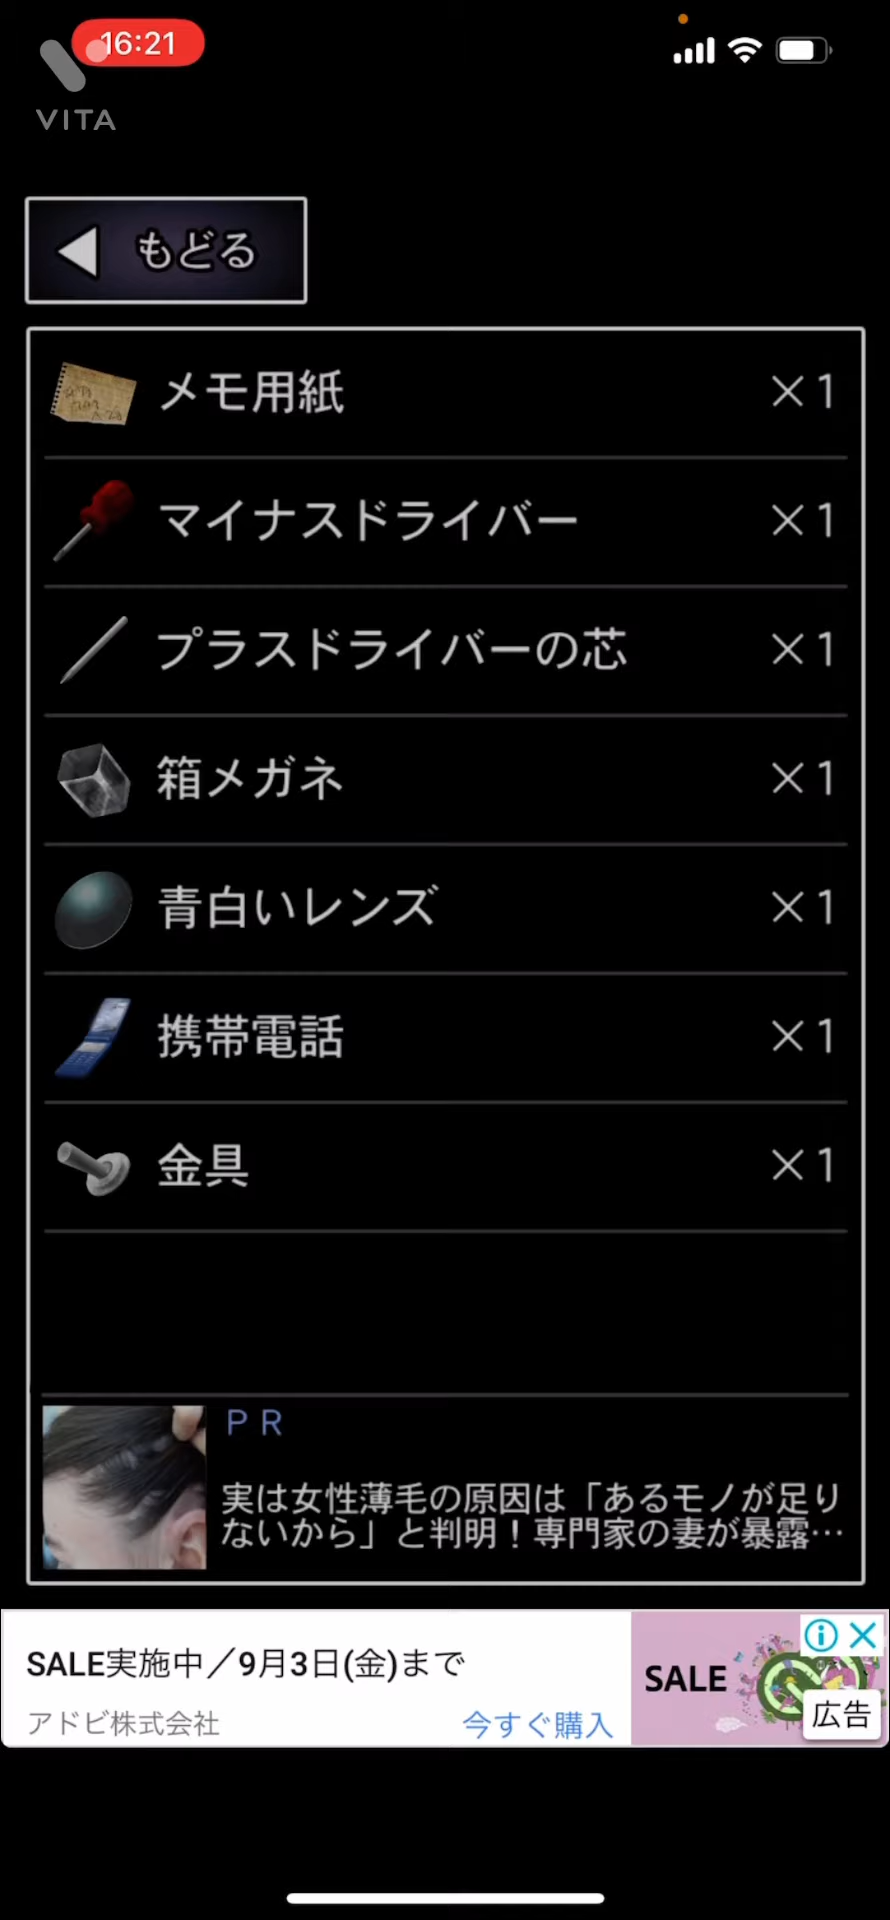 16:21
VITA
もどる
メモ用紙 ×1
マイナスドライバー ×1
プラスドライバーの芯 ×1
箱メガネ ×1
青白いレンズ ×1
携帯電話 ×1
金具 ×1
PR
実は女性薄毛の原因は「あるモノが足り
ないから」と判明！専門家の妻が暴露…
SALE実施中／9月3日(金)まで
アドビ株式会社
今すぐ購入
SALE
広告